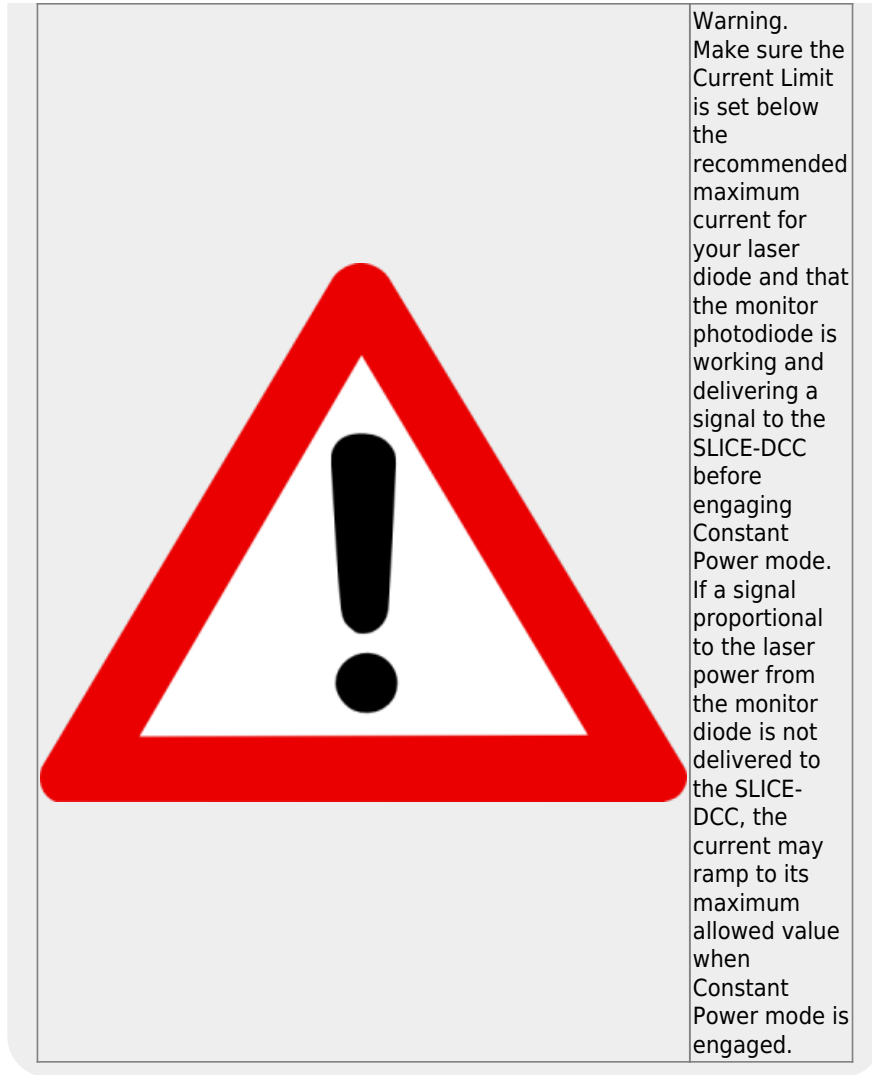 Warning.
Make sure the
Current Limit
is set below
the
recommended
maximum
current for
your laser
diode and that
the monitor
photodiode is
working and
delivering a
signal to the
SLICE-DCC
before
engaging
Constant
Power mode.
If a signal
proportional
to the laser
power from
the monitor
diode is not
delivered to
the SLICE-
DCC, the
current may
ramp to its
maximum
allowed value
when
Constant
Power mode is
engaged.